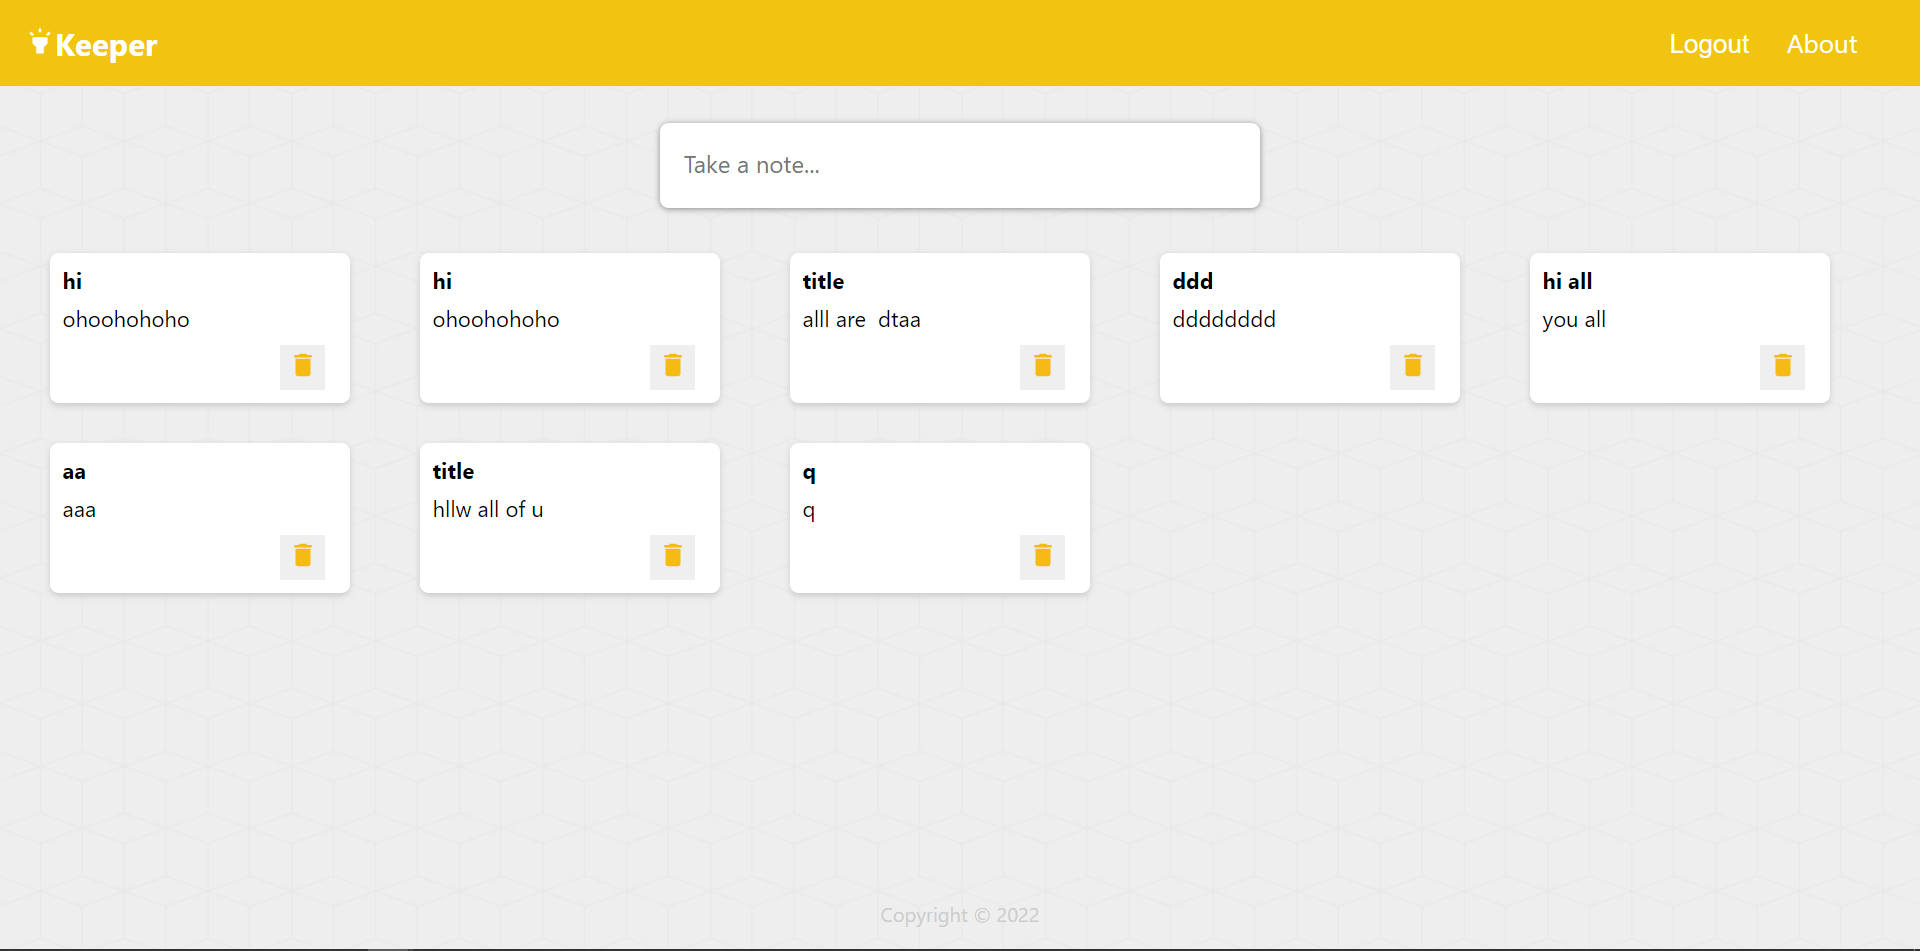 Keeper
Logout About
Take a note...
hi
ohoohohoho
hi
ohoohohoho
title
alll are  dtaa
ddd
dddddddd
hi all
you all
aa
aaa
title
hllw all of u
q
q
Copyright © 2022